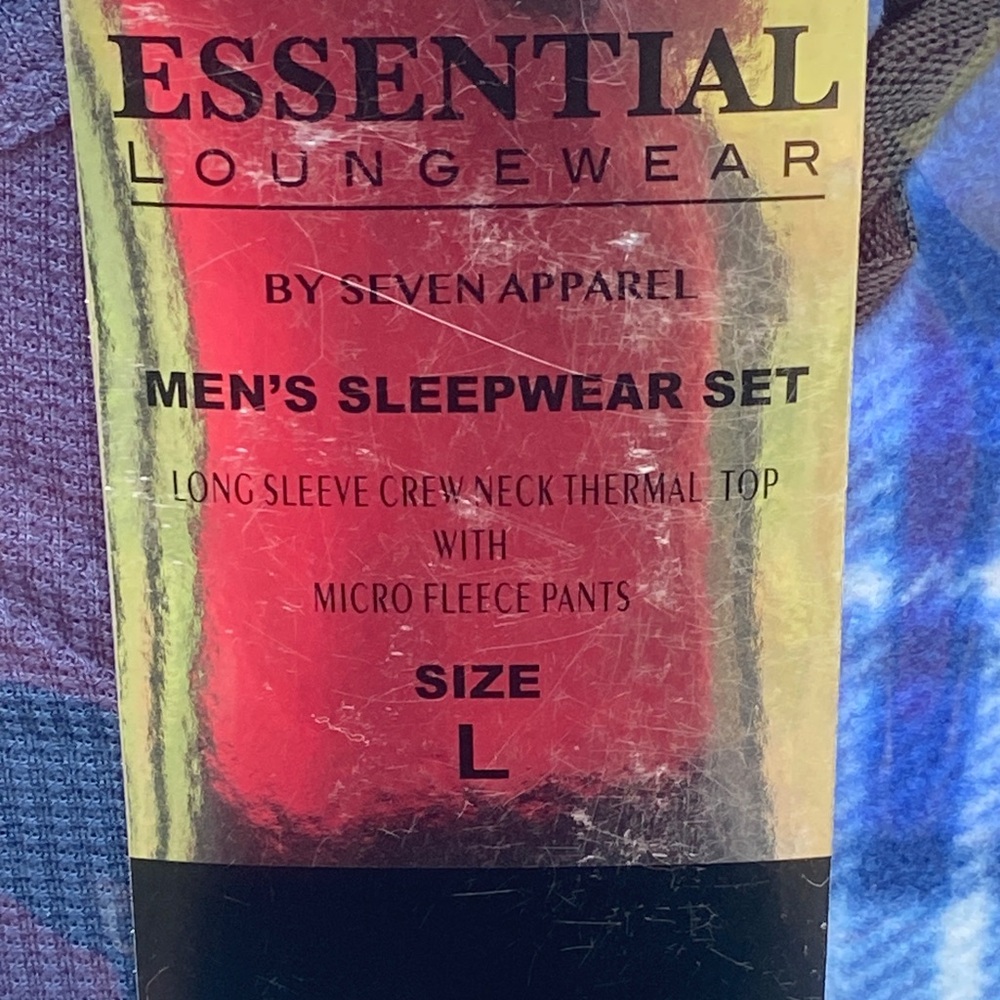 ESSENTIAL
LOUNGEWEAR
BY SEVEN APPAREL
MEN'S SLEEPWEAR SET
LONG SLEEVE CREW NECK THERMAL TOP
WITH
MICRO FLEECE PANTS
SIZE
L